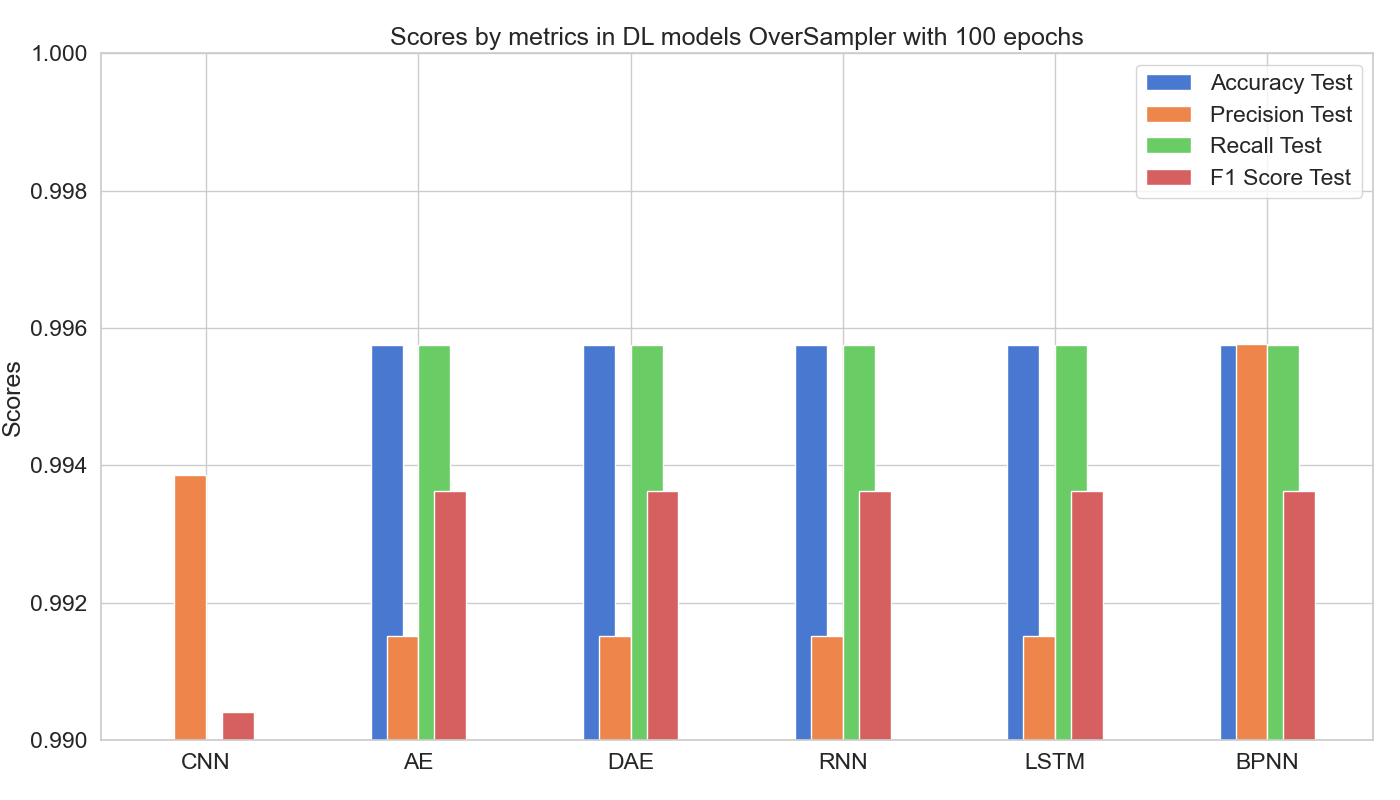 Scores by metrics in DL models OverSampler with 100 epochs
1.000
0.998
0.996
0.994
0.992
0.990
Scores
Accuracy Test
Precision Test
Recall Test
F1 Score Test
CNN
AE
DAE
RNN
LSTM
BPNN